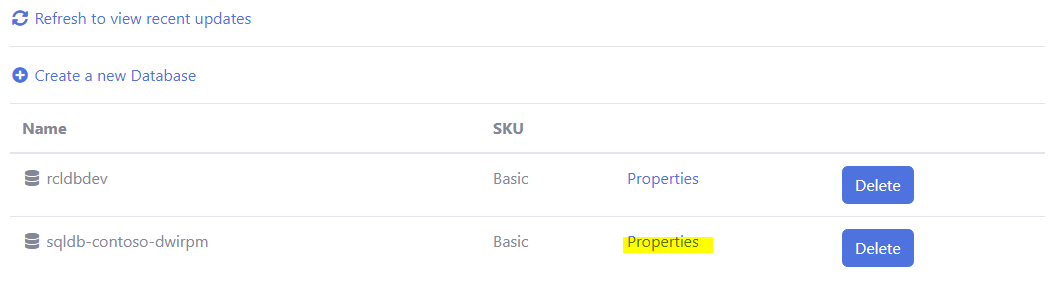 Refresh to view recent updates
Create a new Database
Name SKU
rcldbdev Basic Properties Delete
sqldb-contoso-dwirpm Basic Properties Delete